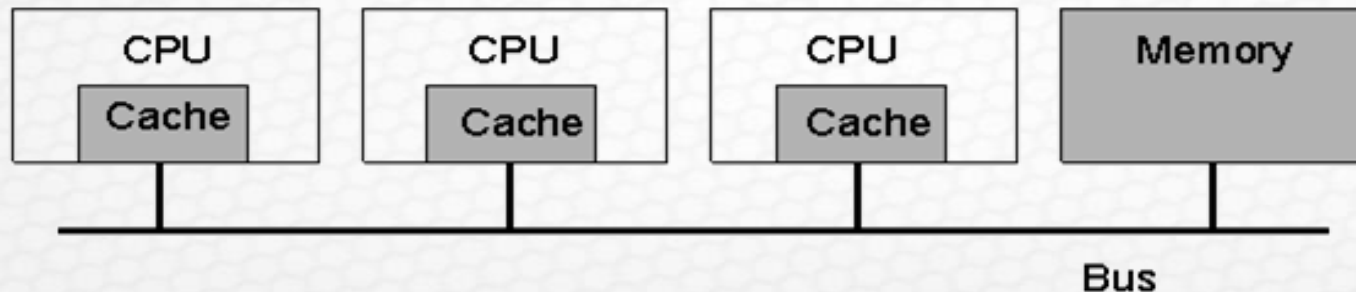 CPU
Cache
CPU
Cache
CPU
Cache
Memory
Bus